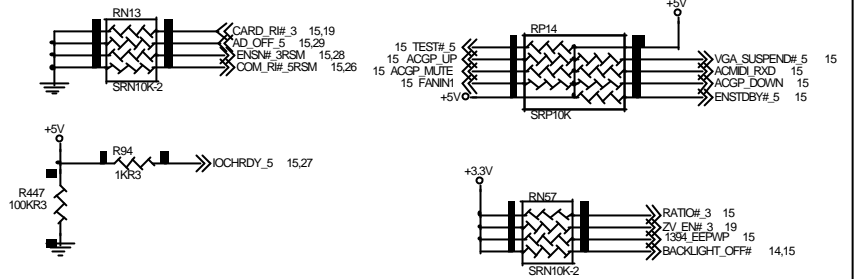 RN13
CARD_RI#_3 15,19
AD_OFF_5 15,29
ENSN#_3RSM 15,28
COM_RI#_5RSM 15,26
SRN10K-2
+5V
RP14
15 TEST#_5
15 ACGP_UP
15 ACGP_MUTE
15 FANIN1
+5V
VGA_SUSPEND#_5 15
ACMIDI_RXD 15
ACGP_DOWN 15
ENSTDBY#_5 15
SRP10K
+5V
R94
1KR3
IOCHRDY_5 15,27
R447
100KR3
+3.3V
RN57
RATIO#_3 15
ZV_EN#_3 19
1394_EEPWP 15
BACKLIGHT_OFF# 14,15
SRN10K-2